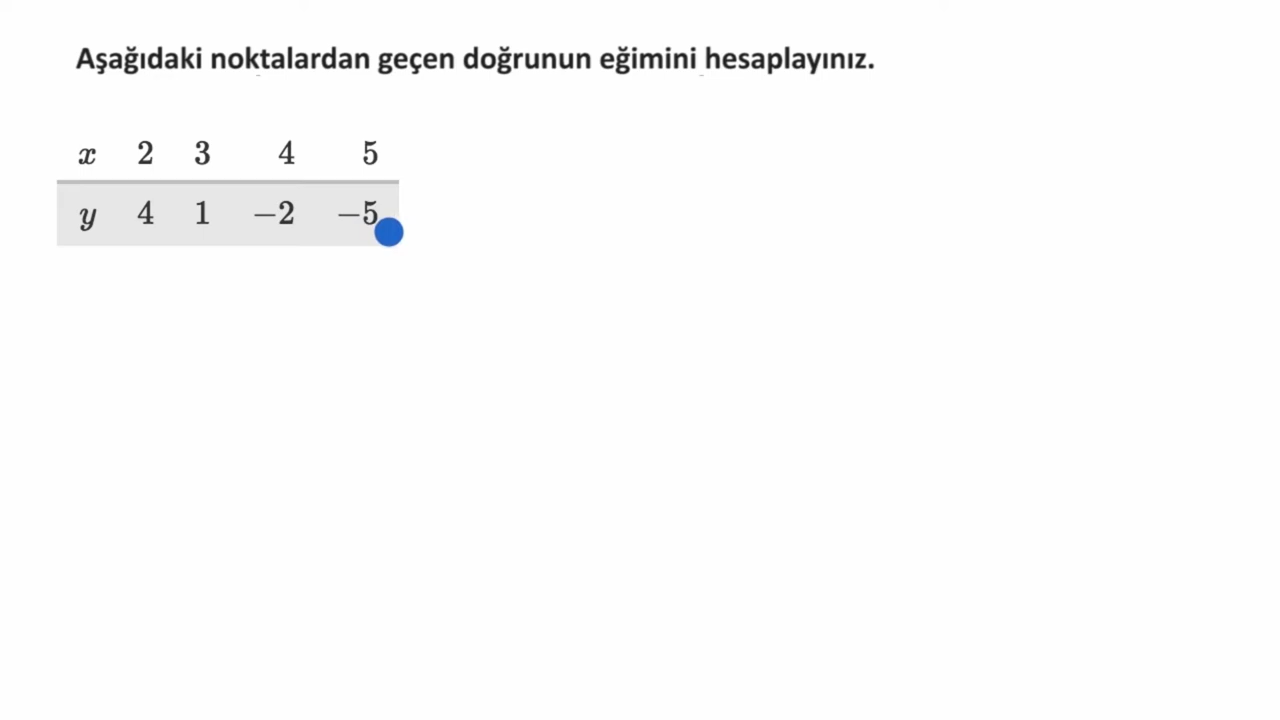 Aşağıdaki noktalardan geçen doğrunun eğimini hesaplayınız.
x 2 3 4 5
y 4 1 −2 −5